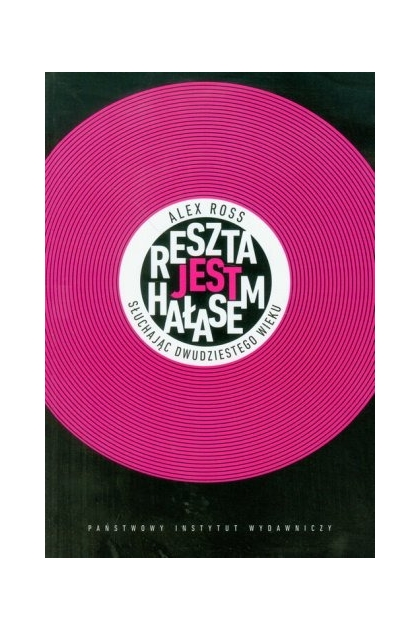 ALEX ROSS
RESZTA
JEST
HAŁASEM
SŁUCHAJĄC DWUDZIESTEGO WIEKU
PAŃSTWOWY INSTYTUT WYDAWNICZY